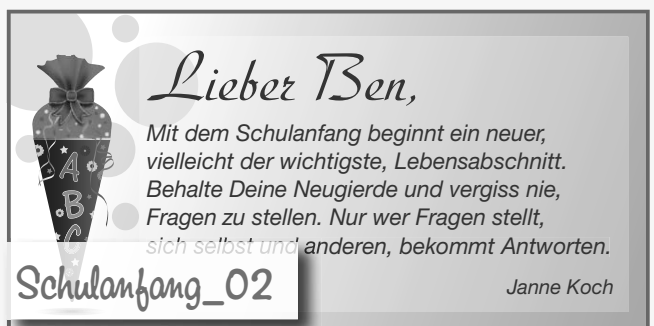 Lieber Ben,
Mit dem Schulanfang beginnt ein neuer,
vielleicht der wichtigste, Lebensabschnitt.
Behalte Deine Neugierde und vergiss nie,
Fragen zu stellen. Nur wer Fragen stellt,
sich selbst und anderen, bekommt Antworten.
Janne Koch
A
B
C
Schulanfang_02